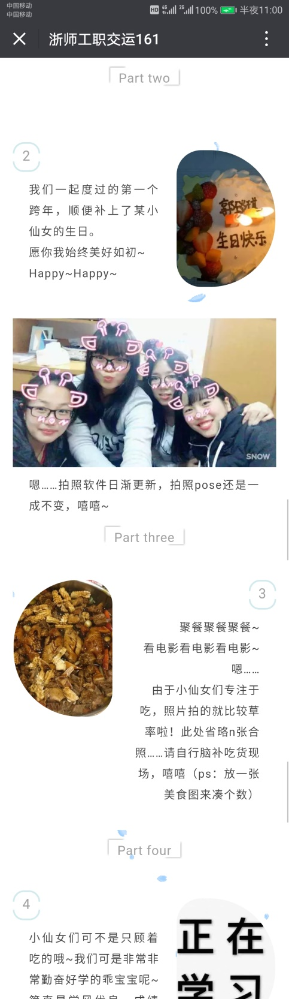 中国移动
中国移动
HD 4G 2G 100% 半夜11:00
浙师工职交运161
Part two
2
我们一起度过的第一个
跨年，顺便补上了某小
仙女的生日。
愿你我始终美好如初~
Happy~Happy~
生日快乐
SNOW
嗯……拍照软件日渐更新，拍照pose还是一
成不变，嘻嘻~
Part three
3
聚餐聚餐聚餐~
看电影看电影看电影~
嗯……
由于小仙女们专注于
吃，照片拍的就比较草
率啦！此处省略n张合
照……请自行脑补吃货现
场，嘻嘻（ps：放一张
美食图来凑个数）
Part four
4
小仙女们可不是只顾着
吃的哦~我们可是非常非
常勤奋好学的乖宝宝呢~
正在
学习